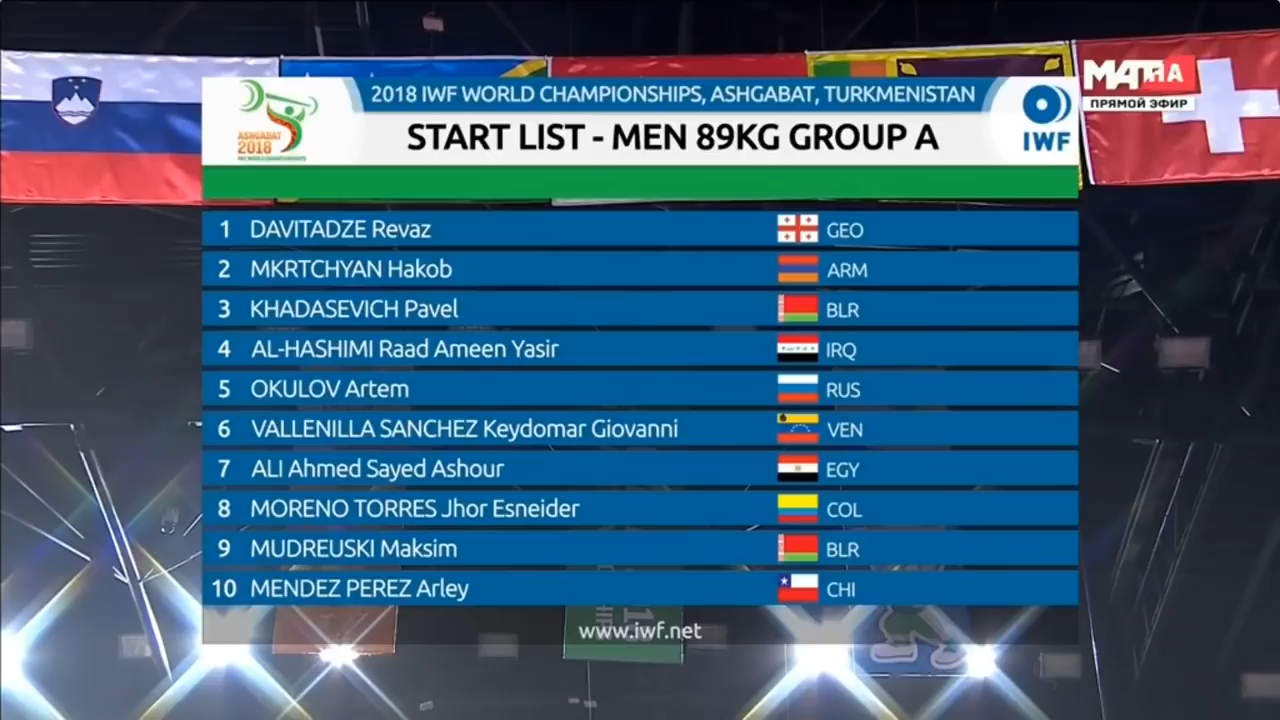 2018 IWF WORLD CHAMPIONSHIPS, ASHGABAT, TURKMENISTAN
START LIST - MEN 89KG GROUP A
ASHGABAT
2018
IWF
ПРЯМОЙ ЭФИР
1 DAVITADZE Revaz GEO
2 MKRTCHYAN Hakob ARM
3 KHADASEVICH Pavel BLR
4 AL-HASHIMI Raad Ameen Yasir IRQ
5 OKULOV Artem RUS
6 VALLENILLA SANCHEZ Keydomar Giovanni VEN
7 ALI Ahmed Sayed Ashour EGY
8 MORENO TORRES Jhor Esneider COL
9 MUDREUSKI Maksim BLR
10 MENDEZ PEREZ Arley CHI
www.iwf.net